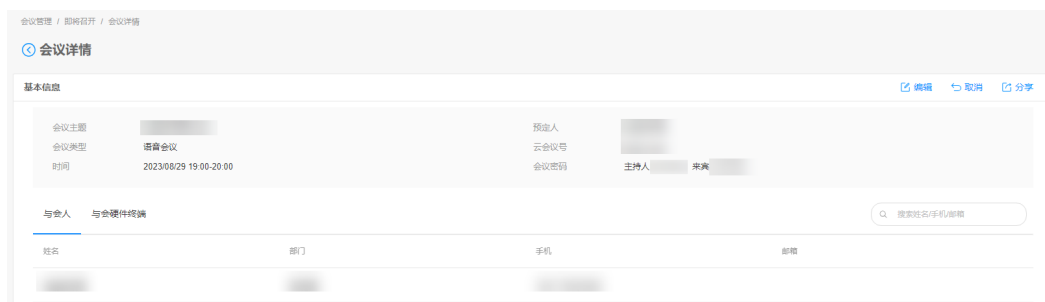 会议管理 / 即将召开 / 会议详情
会议详情
基本信息 编辑 取消 分享
会议主题 预定人
会议类型 语音会议 云会议号
时间 2023/08/29 19:00-20:00 会议密码 主持人 来宾
与会人 与会硬件终端 搜索姓名/手机/邮箱
姓名 部门 手机 邮箱